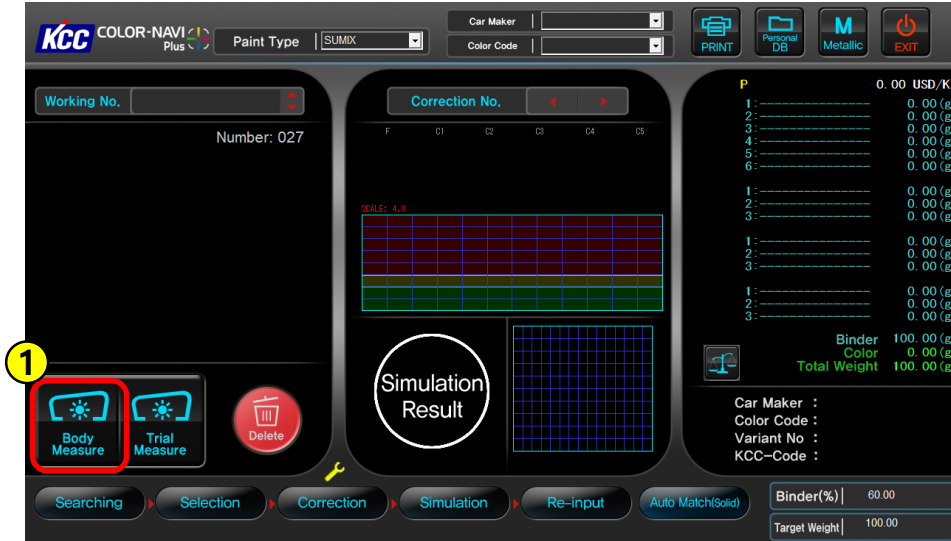 KCC COLOR-NAVI
Plus
Paint Type
SUMIX
Car Maker
Color Code
PRINT
Personal
DB
M
Metallic
EXIT
Working No.
Number: 027
Correction No.
F C1 C2 C3 C4 C5
SCALE: 4.0
Simulation
Result
P 0.00 USD/K
1: 0.00(g
2: 0.00(g
3: 0.00(g
4: 0.00(g
5: 0.00(g
6: 0.00(g
1: 0.00(g
2: 0.00(g
3: 0.00(g
1: 0.00(g
2: 0.00(g
3: 0.00(g
1: 0.00(g
2: 0.00(g
3: 0.00(g
Binder 100.00(g
Color 0.00(g
Total Weight 100.00(g
Car Maker :
Color Code :
Variant No :
KCC-Code :
1
Body
Measure
Trial
Measure
Delete
Searching
Selection
Correction
Simulation
Re-input
Auto Match(Solid)
Binder(%) 60.00
Target Weight 100.00